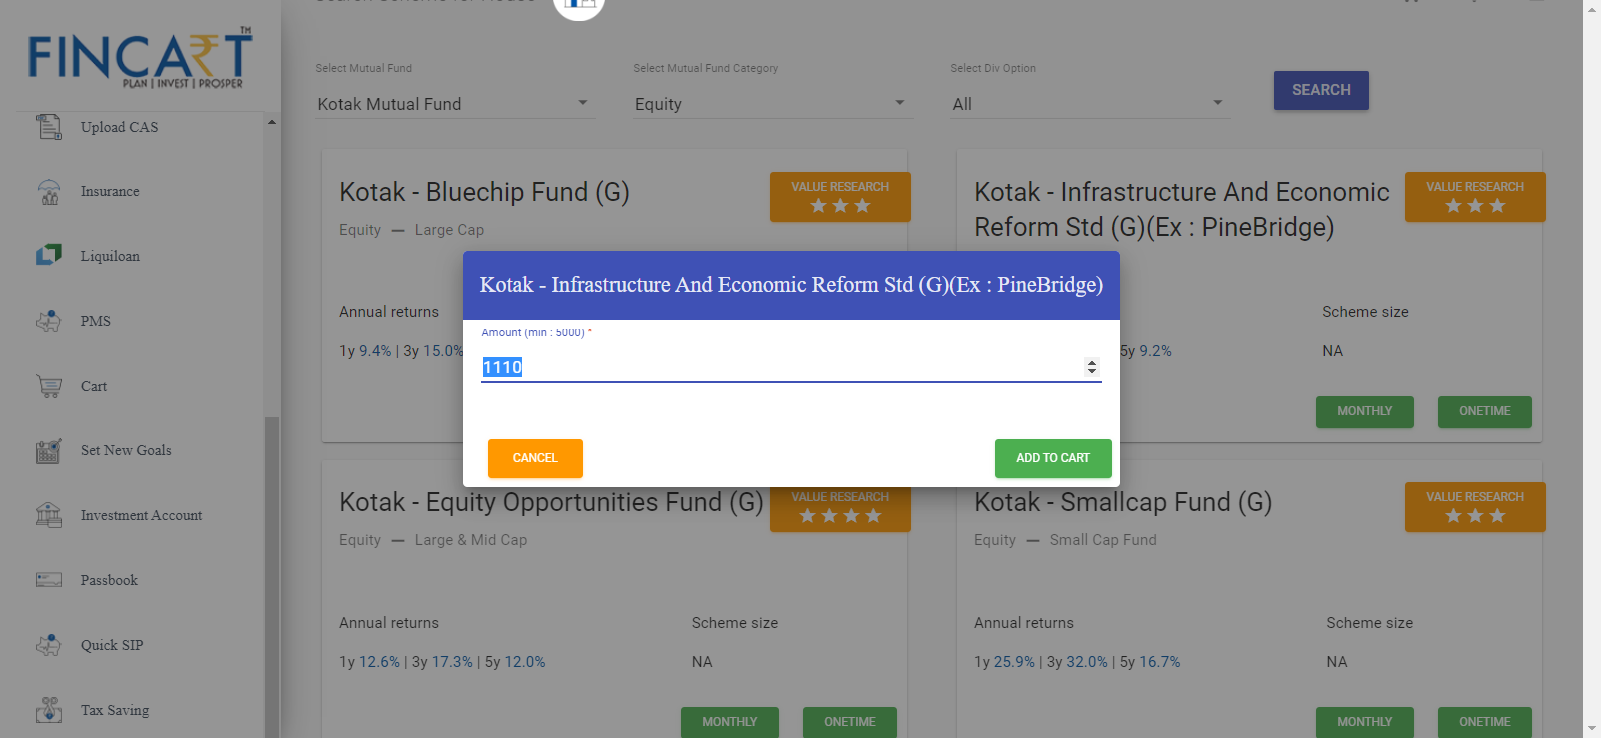 FINCART
TM
PLAN | INVEST | PROSPER
Upload CAS
Insurance
Liquiloan
PMS
Cart
Set New Goals
Investment Account
Passbook
Quick SIP
Tax Saving
Select Mutual Fund
Kotak Mutual Fund
Select Mutual Fund Category
Equity
Select Div Option
All
SEARCH
Kotak - Bluechip Fund (G)
Equity — Large Cap
VALUE RESEARCH
Annual returns
1y 9.4% | 3y 15.0%
Kotak - Infrastructure And Economic
Reform Std (G)(Ex : PineBridge)
VALUE RESEARCH
Scheme size
5y 9.2%
NA
MONTHLY
ONETIME
Kotak - Infrastructure And Economic Reform Std (G)(Ex : PineBridge)
Amount (min : 5000) *
1110
CANCEL
ADD TO CART
Kotak - Equity Opportunities Fund (G)
VALUE RESEARCH
Equity — Large & Mid Cap
Annual returns
Scheme size
1y 12.6% | 3y 17.3% | 5y 12.0%
NA
MONTHLY
ONETIME
Kotak - Smallcap Fund (G)
VALUE RESEARCH
Equity — Small Cap Fund
Annual returns
Scheme size
1y 25.9% | 3y 32.0% | 5y 16.7%
NA
MONTHLY
ONETIME